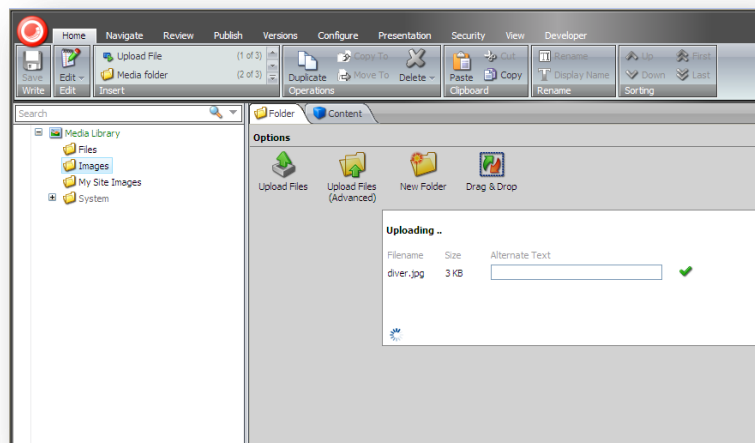 Home Navigate Review Publish Versions Configure Presentation Security View Developer
Save
Write
Edit
Edit
Upload File (1 of 3)
Media folder (2 of 3)
Insert
Duplicate
Copy To
Move To
Delete
Operations
Paste
Cut
Copy
Clipboard
Rename
Display Name
Rename
Up First
Down Last
Sorting
Search
Media Library
Files
Images
My Site Images
System
Folder Content
Options
Upload Files
Upload Files
(Advanced)
New Folder
Drag & Drop
Uploading ..
Filename Size Alternate Text
diver.jpg 3 KB